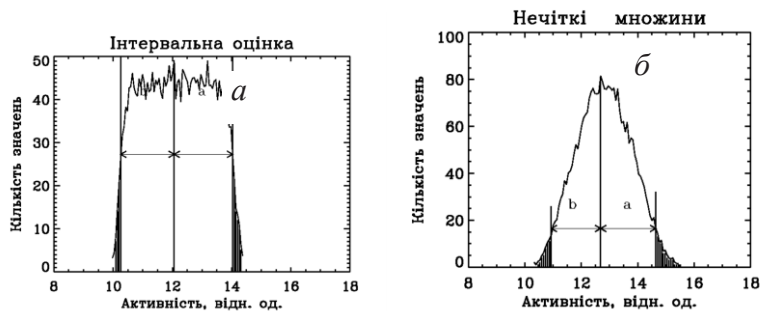 Інтервальна оцінка
Кількість значень
50
40
30
20
10
0
b
a
а
8 10 12 14 16 18
Активність, відн. од.
Нечіткі множини
Кількість значень
100
80
60
40
20
0
б
b
a
8 10 12 14 16 18
Активність, відн. од.